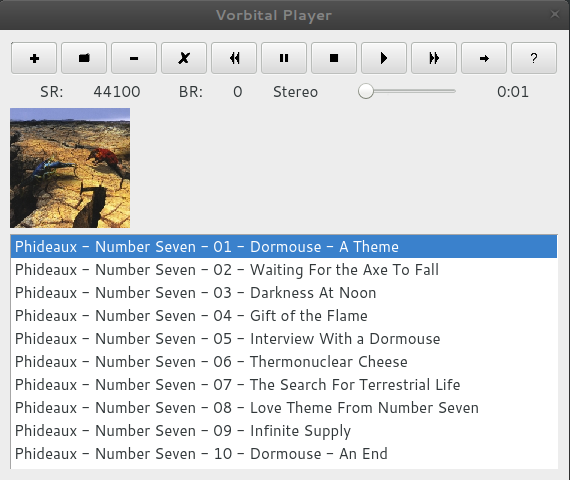 Vorbital Player
SR: 44100 BR: 0 Stereo 0:01
Phideaux - Number Seven - 01 - Dormouse - A Theme
Phideaux - Number Seven - 02 - Waiting For the Axe To Fall
Phideaux - Number Seven - 03 - Darkness At Noon
Phideaux - Number Seven - 04 - Gift of the Flame
Phideaux - Number Seven - 05 - Interview With a Dormouse
Phideaux - Number Seven - 06 - Thermonuclear Cheese
Phideaux - Number Seven - 07 - The Search For Terrestrial Life
Phideaux - Number Seven - 08 - Love Theme From Number Seven
Phideaux - Number Seven - 09 - Infinite Supply
Phideaux - Number Seven - 10 - Dormouse - An End